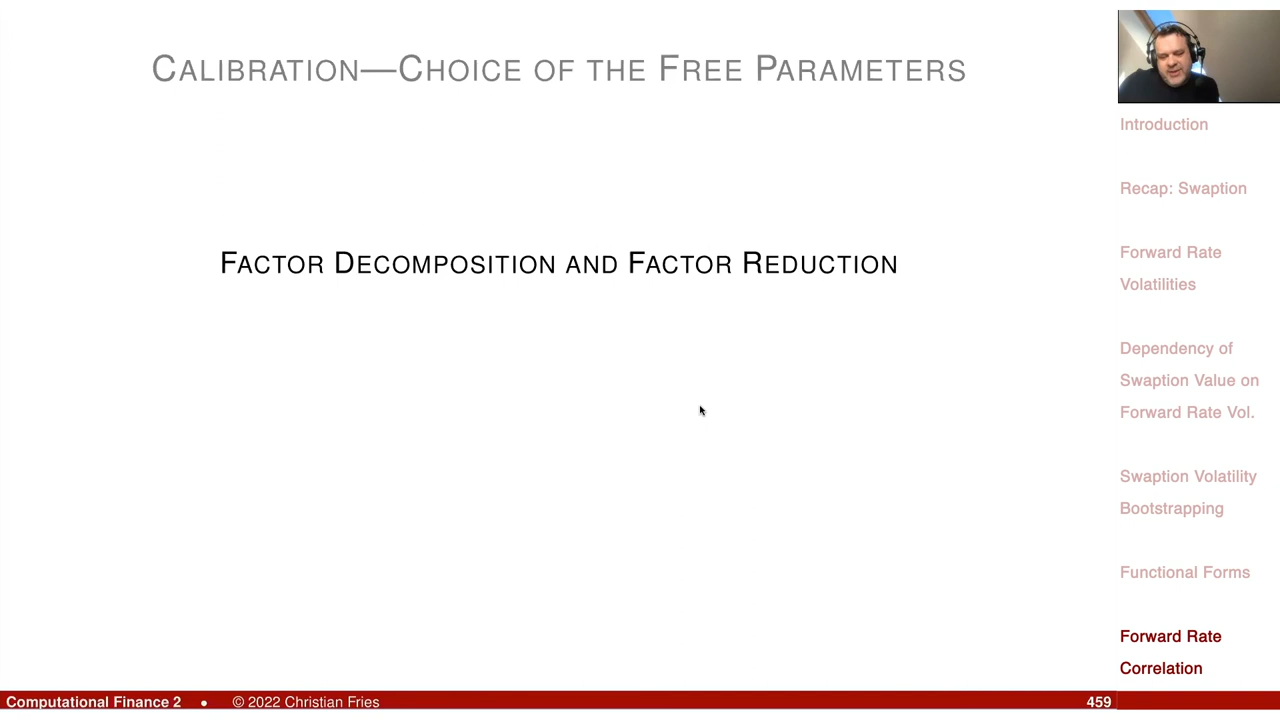 CALIBRATION—CHOICE OF THE FREE PARAMETERS
FACTOR DECOMPOSITION AND FACTOR REDUCTION
Introduction
Recap: Swaption
Forward Rate
Volatilities
Dependency of
Swaption Value on
Forward Rate Vol.
Swaption Volatility
Bootstrapping
Functional Forms
Forward Rate
Correlation
Computational Finance 2 • © 2022 Christian Fries 459